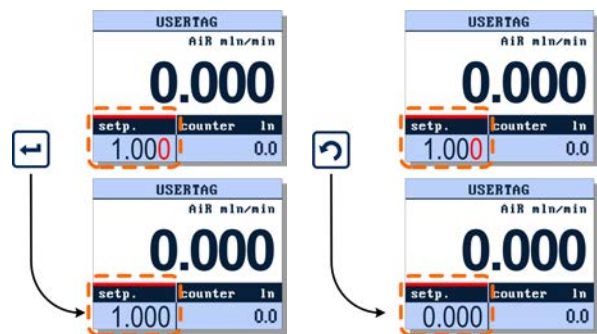 USERTAG
AiR mln/min
0.000
setp. counter ln
1.000 0.0
USERTAG
AiR mln/min
0.000
setp. counter ln
1.000 0.0
USERTAG
AiR mln/min
0.000
setp. counter ln
1.000 0.0
USERTAG
AiR mln/min
0.000
setp. counter ln
0.000 0.0